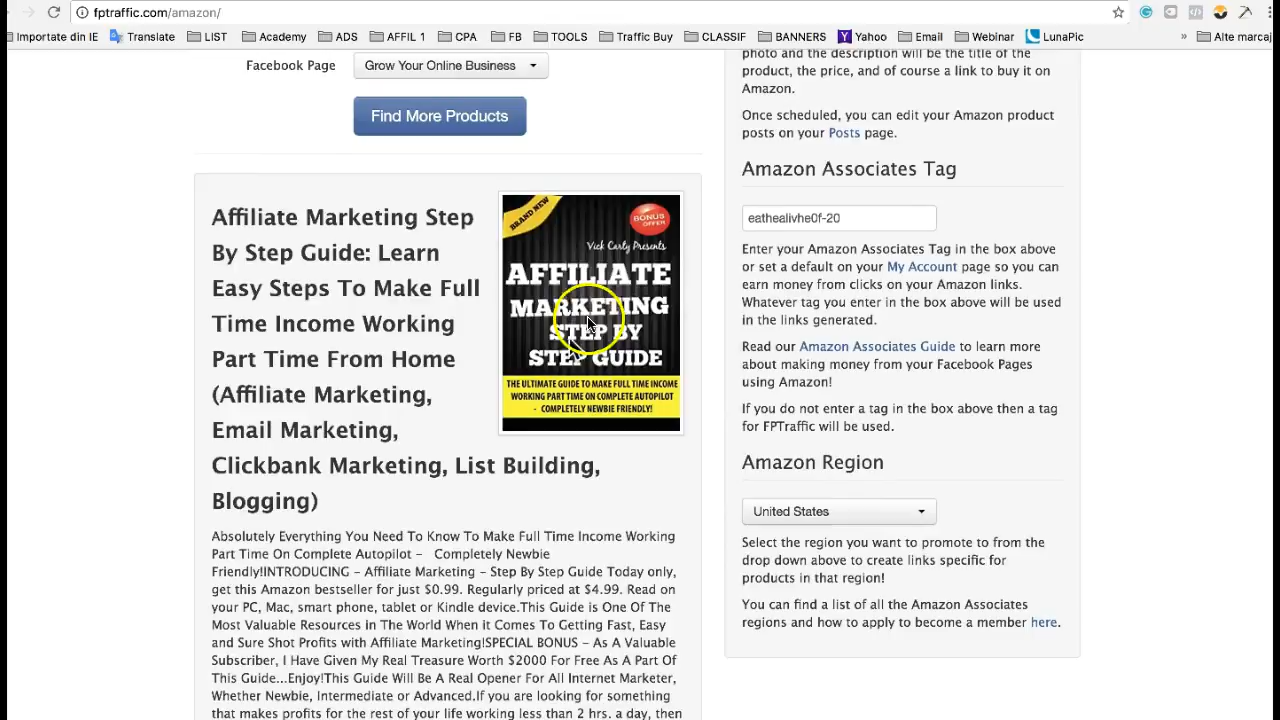 fptraffic.com/amazon/
Importate din IE Translate LIST Academy ADS AFFIL 1 CPA FB TOOLS Traffic Buy CLASSIF BANNERS Yahoo Email Webinar LunaPic » Alte marcaj
Facebook Page Grow Your Online Business
Find More Products
Affiliate Marketing Step
By Step Guide: Learn
Easy Steps To Make Full
Time Income Working
Part Time From Home
(Affiliate Marketing,
Email Marketing,
Clickbank Marketing, List Building,
Blogging)
BRAND NEW
BONUS
OFFER
Vick Carty Presents
AFFILIATE
MARKETING
STEP BY
STEP GUIDE
THE ULTIMATE GUIDE TO MAKE FULL TIME INCOME
WORKING PART TIME ON COMPLETE AUTOPILOT
- COMPLETELY NEWBIE FRIENDLY!
Absolutely Everything You Need To Know To Make Full Time Income Working
Part Time On Complete Autopilot – Completely Newbie
Friendly!INTRODUCING – Affiliate Marketing – Step By Step Guide Today only,
get this Amazon bestseller for just $0.99. Regularly priced at $4.99. Read on
your PC, Mac, smart phone, tablet or Kindle device.This Guide is One Of The
Most Valuable Resources in The World When it Comes To Getting Fast, Easy
and Sure Shot Profits with Affiliate Marketing!SPECIAL BONUS – As A Valuable
Subscriber, I Have Given My Real Treasure Worth $2000 For Free As A Part Of
This Guide...Enjoy!This Guide Will Be A Real Opener For All Internet Marketer,
Whether Newbie, Intermediate or Advanced.If you are looking for something
that makes profits for the rest of your life working less than 2 hrs. a day, then
photo and the description will be the title of the
product, the price, and of course a link to buy it on
Amazon.
Once scheduled, you can edit your Amazon product
posts on your Posts page.
Amazon Associates Tag
eathealivhe0f-20
Enter your Amazon Associates Tag in the box above
or set a default on your My Account page so you can
earn money from clicks on your Amazon links.
Whatever tag you enter in the box above will be used
in the links generated.
Read our Amazon Associates Guide to learn more
about making money from your Facebook Pages
using Amazon!
If you do not enter a tag in the box above then a tag
for FPTraffic will be used.
Amazon Region
United States
Select the region you want to promote to from the
drop down above to create links specific for
products in that region!
You can find a list of all the Amazon Associates
regions and how to apply to become a member here.